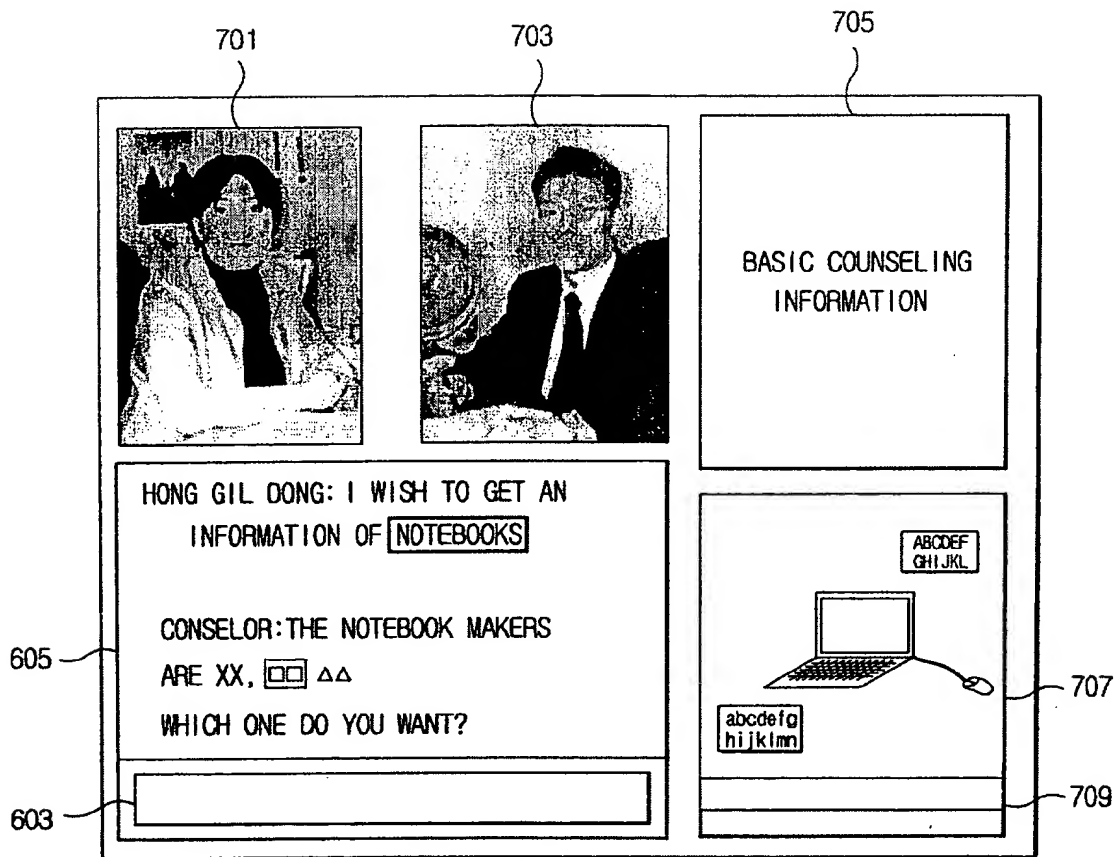 701
703
705
BASIC COUNSELING
INFORMATION
HONG GIL DONG: I WISH TO GET AN
INFORMATION OF NOTEBOOKS
CONSELOR:THE NOTEBOOK MAKERS
ARE XX, □□ △△
WHICH ONE DO YOU WANT?
605
603
ABCDEF
GHIJKL
abcdefg
hijklmn
707
709